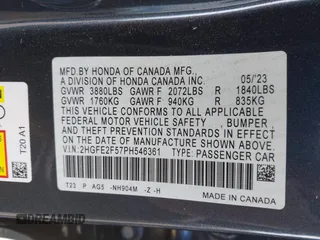 MFD. BY HONDA OF CANADA MFG.,
A DIVISION OF HONDA CANADA INC. 05/'23
GVWR 3880LBS GAWR F 2072LBS R 1840LBS
GVWR 1760KG GAWR F 940KG R 835KG
THIS VEHICLE CONFORMS TO ALL APPLICABLE
FEDERAL MOTOR VEHICLE SAFETY, BUMPER,
AND THEFT PREVENTION STANDARDS IN EFFECT
ON THE DATE OF MANUFACTURE SHOWN ABOVE.
V.I.N:2HGFE2F57PH546361
TYPE:PASSENGER CAR
T23 P AG5 -NH904M -Z -H
MADE IN CANADA
T20 A1
IDREAMRIO